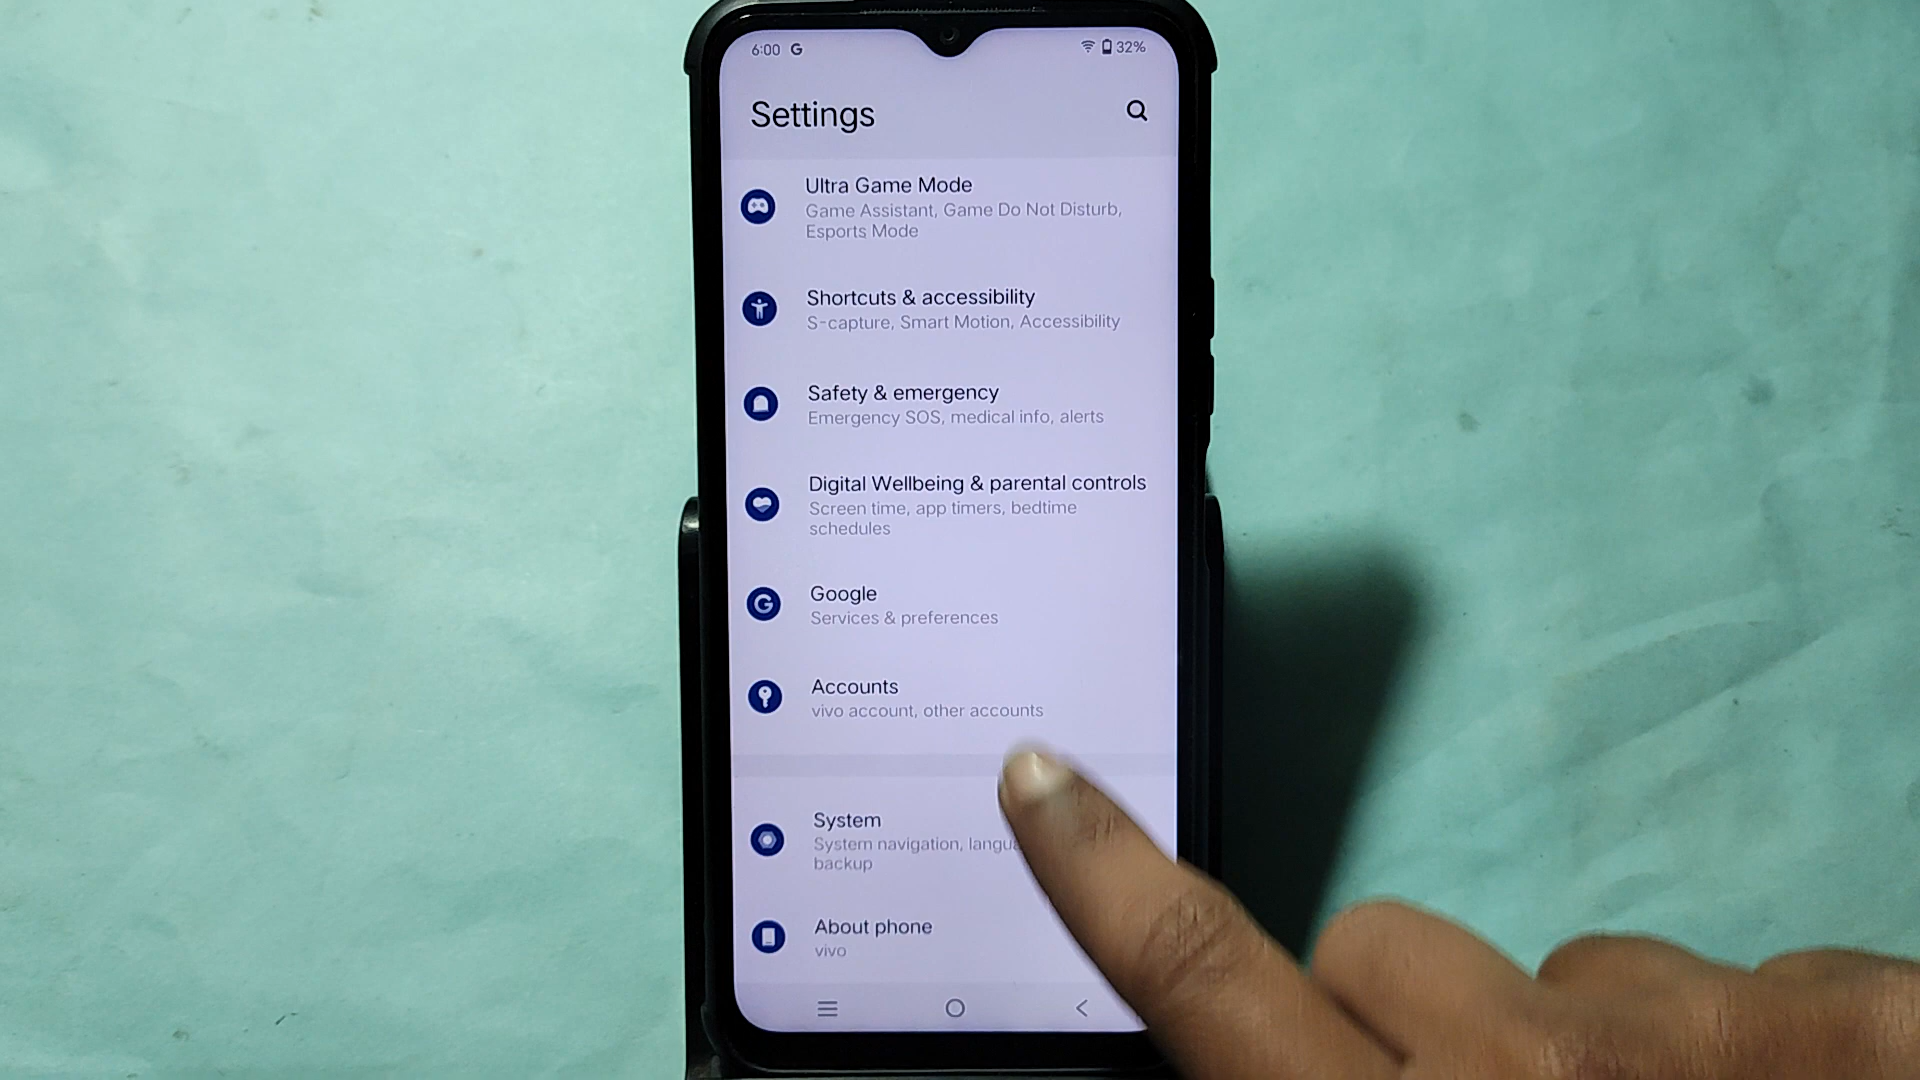 6:00 G 32%
Settings
Ultra Game Mode
Game Assistant, Game Do Not Disturb,
Esports Mode
Shortcuts & accessibility
S-capture, Smart Motion, Accessibility
Safety & emergency
Emergency SOS, medical info, alerts
Digital Wellbeing & parental controls
Screen time, app timers, bedtime
schedules
Google
Services & preferences
Accounts
vivo account, other accounts
System
System navigation,
backup
About phone
vivo